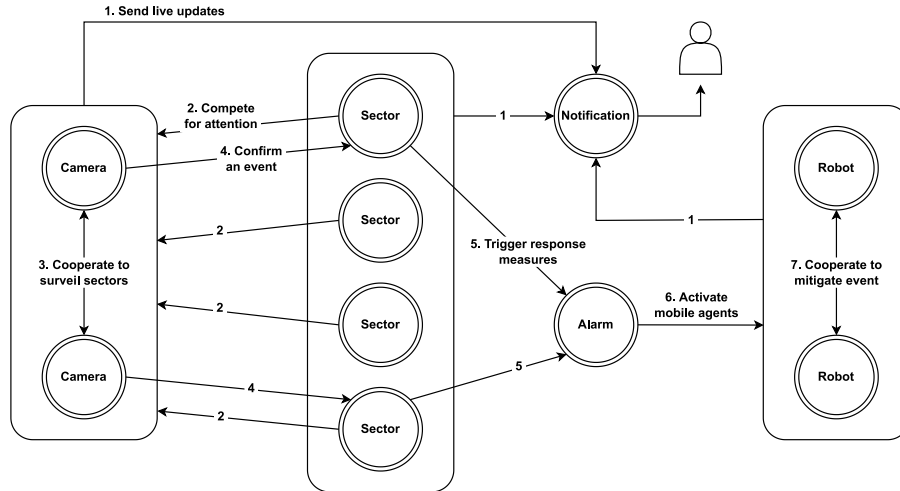 1. Send live updates
2. Compete
for attention
Sector
1
Notification
4. Confirm
an event
Camera
Robot
Sector
2
1
3. Cooperate to
surveil sectors
5. Trigger response
measures
7. Cooperate to
mitigate event
2
Sector
Alarm
6. Activate
mobile agents
Camera
4
5
Robot
2
Sector